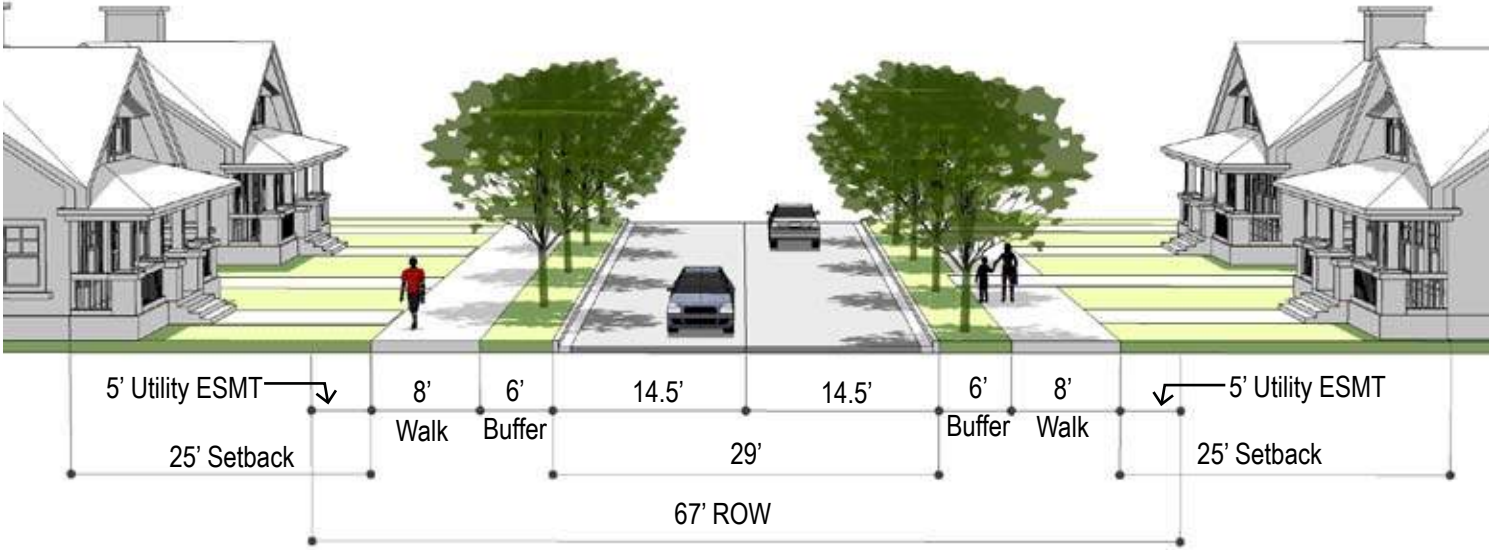 5’ Utility ESMT
8’
Walk
6’
Buffer
14.5’
14.5’
6’
Buffer
8’
Walk
5’ Utility ESMT
25’ Setback
29’
25’ Setback
67’ ROW